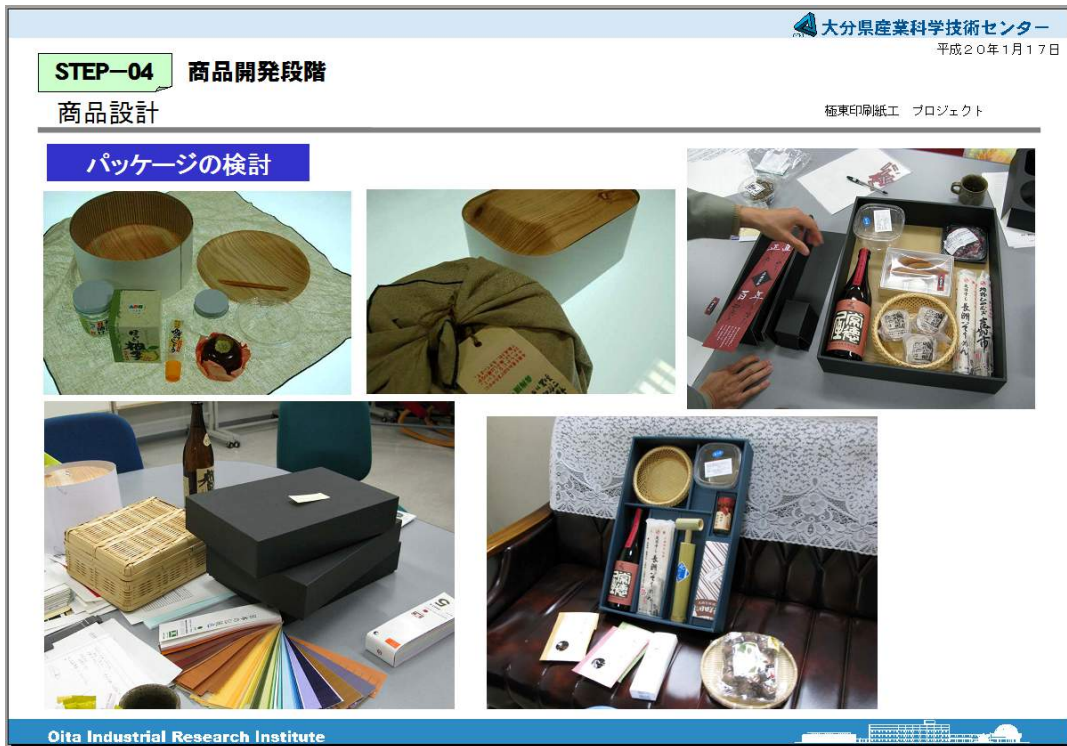 大分県産業科学技術センター
平成20年1月17日
STEP−04 商品開発段階
商品設計
極東印刷紙工 プロジェクト
パッケージの検討
Oita Industrial Research Institute